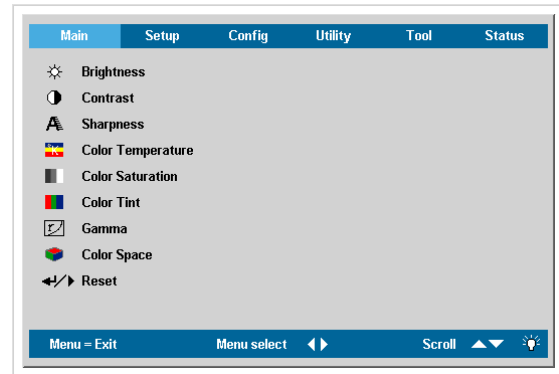 Main Setup Config Utility Tool Status
Brightness
Contrast
Sharpness
Color Temperature
Color Saturation
Color Tint
Gamma
Color Space
Reset
Menu = Exit Menu select Scroll